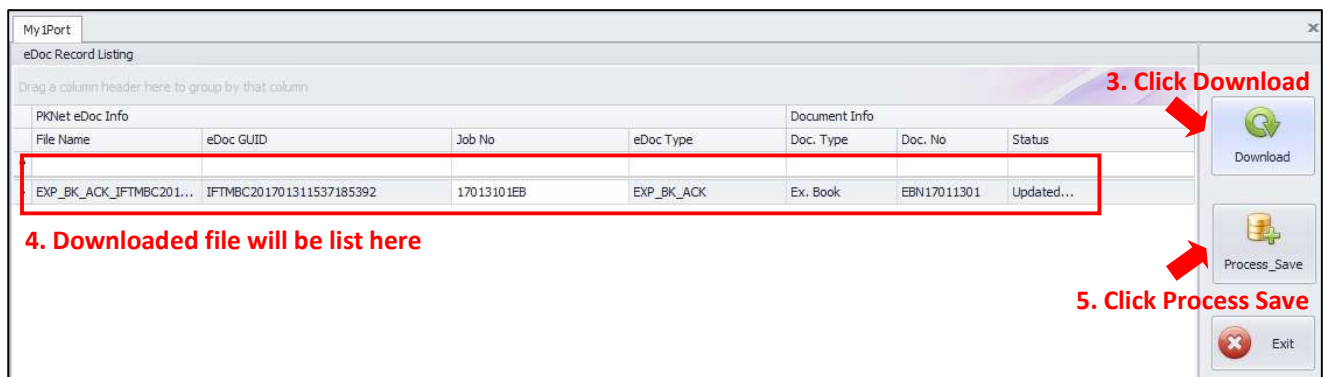 My1Port
eDoc Record Listing
Drag a column header here to group by that column
3. Click Download
PKNet eDoc Info Document Info
File Name eDoc GUID Job No eDoc Type Doc. Type Doc. No Status
Download
EXP_BK_ACK_IFTMBC201... IFTMBC201701311537185392 17013101EB EXP_BK_ACK Ex. Book EBN17011301 Updated...
4. Downloaded file will be list here
Process_Save
5. Click Process Save
Exit